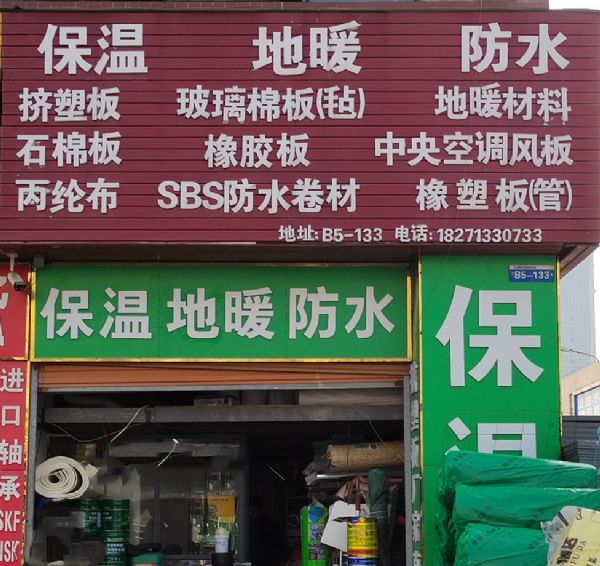 保温 地暖 防水
挤塑板 玻璃棉板(毡) 地暖材料
石棉板 橡胶板 中央空调风板
丙纶布 SBS防水卷材 橡塑板(管)
地址:B5-133 电话:18271330733
保温 地暖 防水
B5-133
保温
进口轴承
SKF
NSK